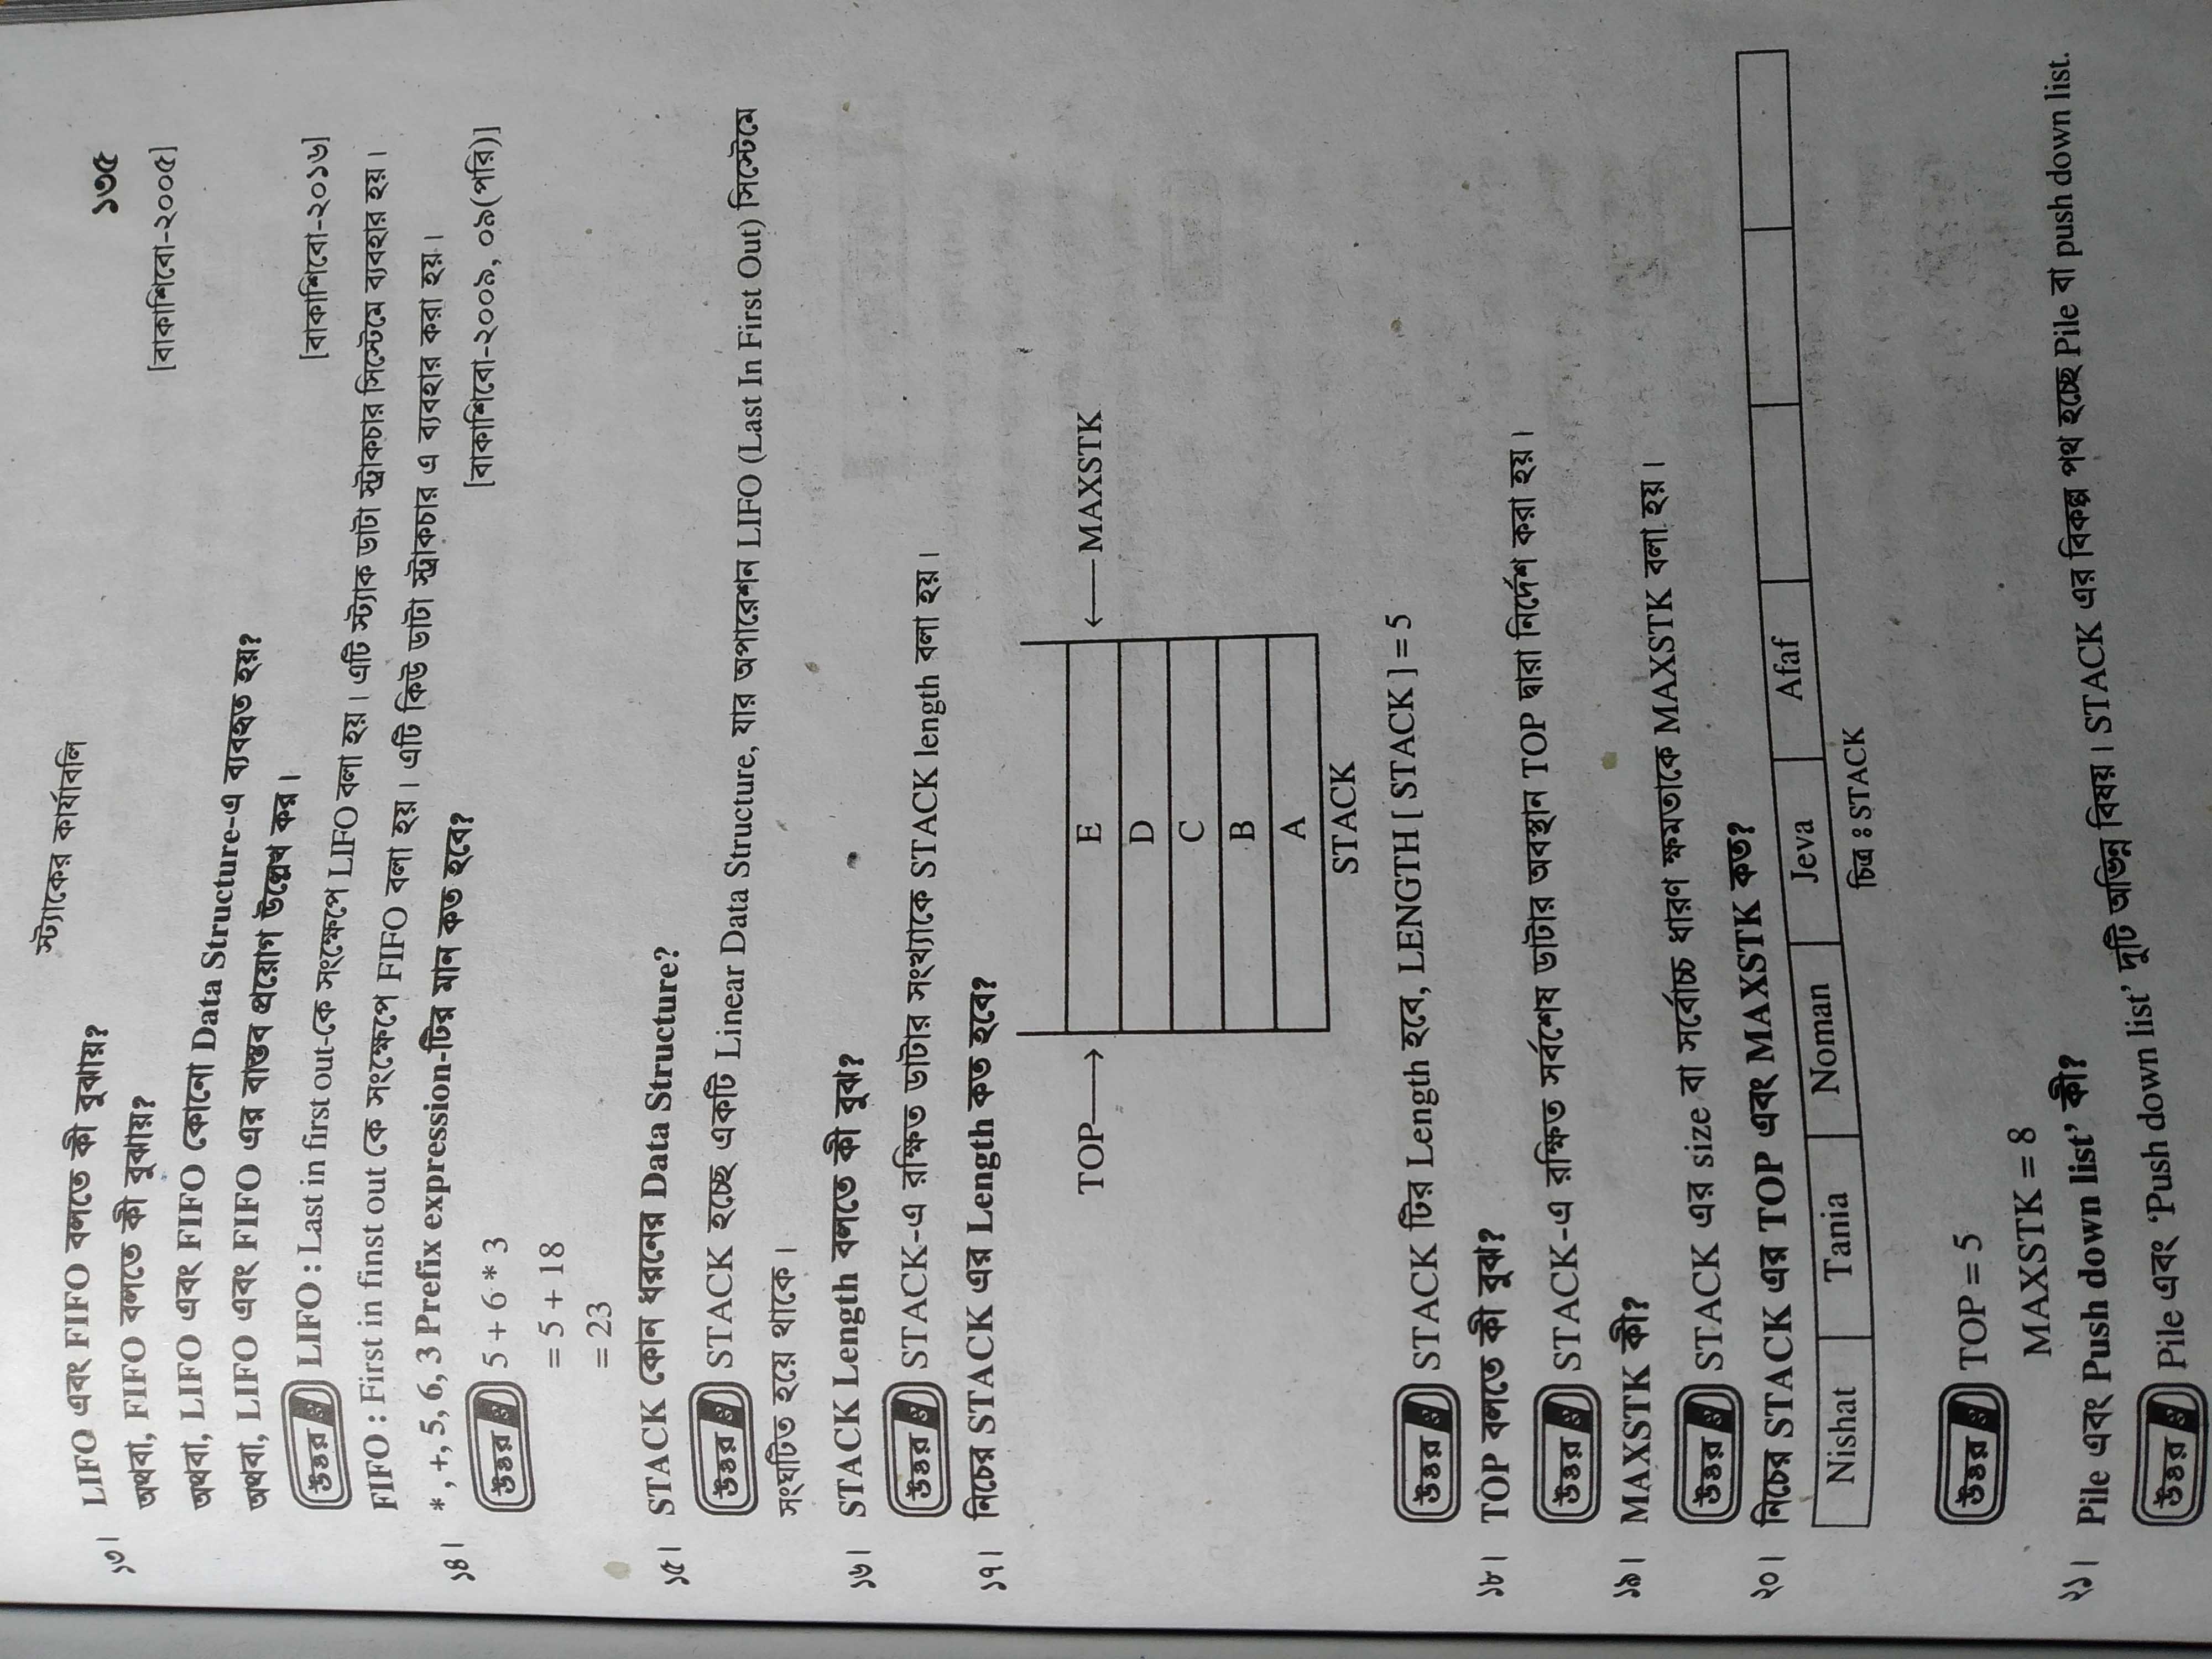 স্ট্যাকের কার্যাবলি ১৩৫
১৩। LIFO এবং FIFO বলতে কী বুঝায়?
অথবা, FIFO বলতে কী বুঝায়? [বাকাশিবো-২০০৫]
অথবা, LIFO এবং FIFO কোনো Data Structure-এ ব্যবহৃত হয়?
অথবা, LIFO এবং FIFO এর বাস্তব প্রয়োগ উল্লেখ কর। [বাকাশিবো-২০১৬]
উত্তর ঃ LIFO : Last in first out-কে সংক্ষেপে LIFO বলা হয়। এটি স্ট্যাক ডাটা স্ট্রাকচার সিস্টেমে ব্যবহার হয়।
FIFO : First in finst out কে সংক্ষেপে FIFO বলা হয়। এটি কিউ ডাটা স্ট্রাকচার এ ব্যবহার করা হয়।
১৪। *, +, 5, 6, 3 Prefix expression-টির মান কত হবে? [বাকাশিবো-২০০৯, ০৯(পরি)]
উত্তর ঃ 5 + 6 * 3
= 5 + 18
= 23
১৫। STACK কোন ধরনের Data Structure?
উত্তর ঃ STACK হচ্ছে একটি Linear Data Structure, যার অপারেশন LIFO (Last In First Out) সিস্টেমে
সংঘটিত হয়ে থাকে।
১৬। STACK Length বলতে কী বুঝ?
উত্তর ঃ STACK-এ রক্ষিত ডাটার সংখ্যাকে STACK length বলা হয়।
১৭। নিচের STACK এর Length কত হবে?
TOP→ E ←MAXSTK
D
C
B
A
STACK
উত্তর ঃ STACK টির Length হবে, LENGTH [ STACK ] = 5
১৮। TOP বলতে কী বুঝ?
উত্তর ঃ STACK-এ রক্ষিত সর্বশেষ ডাটার অবস্থান TOP দ্বারা নির্দেশ করা হয়।
১৯। MAXSTK কী?
উত্তর ঃ STACK এর size বা সর্বোচ্চ ধারণ ক্ষমতাকে MAXSTK বলা হয়।
২০। নিচের STACK এর TOP এবং MAXSTK কত?
Nishat Tania Noman Jeva Afaf
চিত্র ঃ STACK
উত্তর ঃ TOP = 5
MAXSTK = 8
২১। Pile এবং Push down list’ কী?
উত্তর ঃ Pile এবং ‘Push down list’ দুটি অভিন্ন বিষয়। STACK এর বিকল্প পথ হচ্ছে Pile বা push down list.